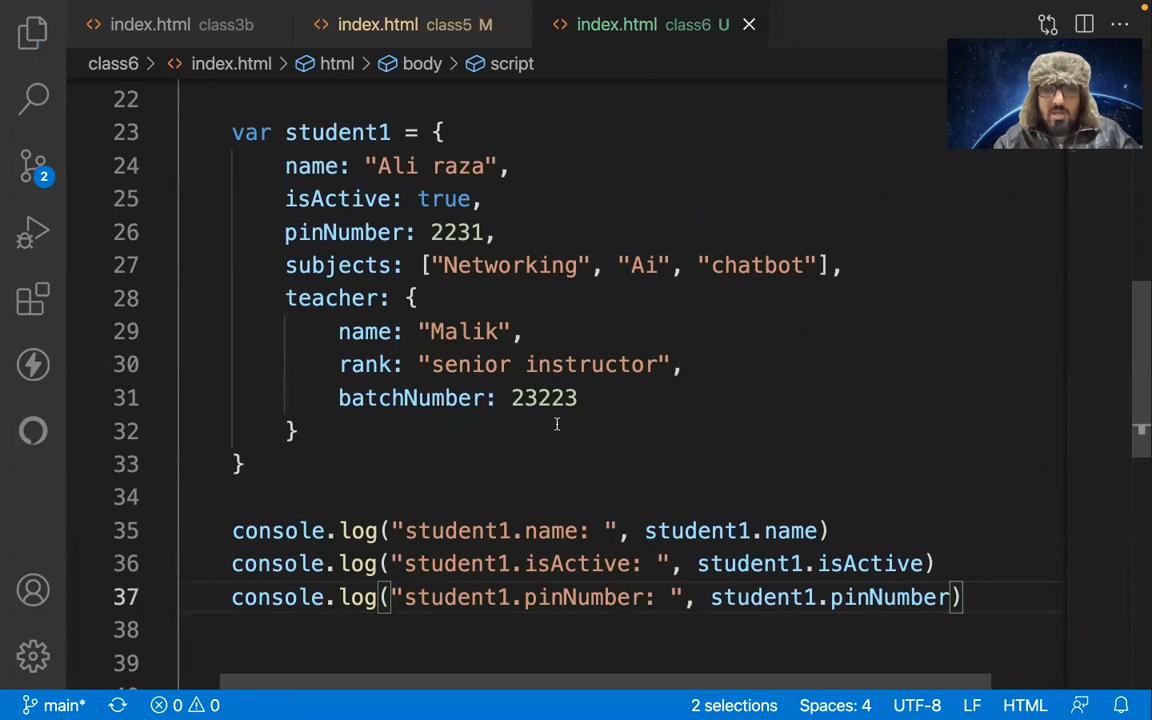 index.html class3b
index.html class5 M
index.html class6 U
class6 > index.html > html > body > script
22
23 var student1 = {
24 name: "Ali raza",
25 isActive: true,
26 pinNumber: 2231,
27 subjects: ["Networking", "Ai", "chatbot"],
28 teacher: {
29 name: "Malik",
30 rank: "senior instructor",
31 batchNumber: 23223
32 }
33 }
34
35 console.log("student1.name: ", student1.name)
36 console.log("student1.isActive: ", student1.isActive)
37 console.log("student1.pinNumber: ", student1.pinNumber)
38
39
2
main* 0 0 2 selections Spaces: 4 UTF-8 LF HTML